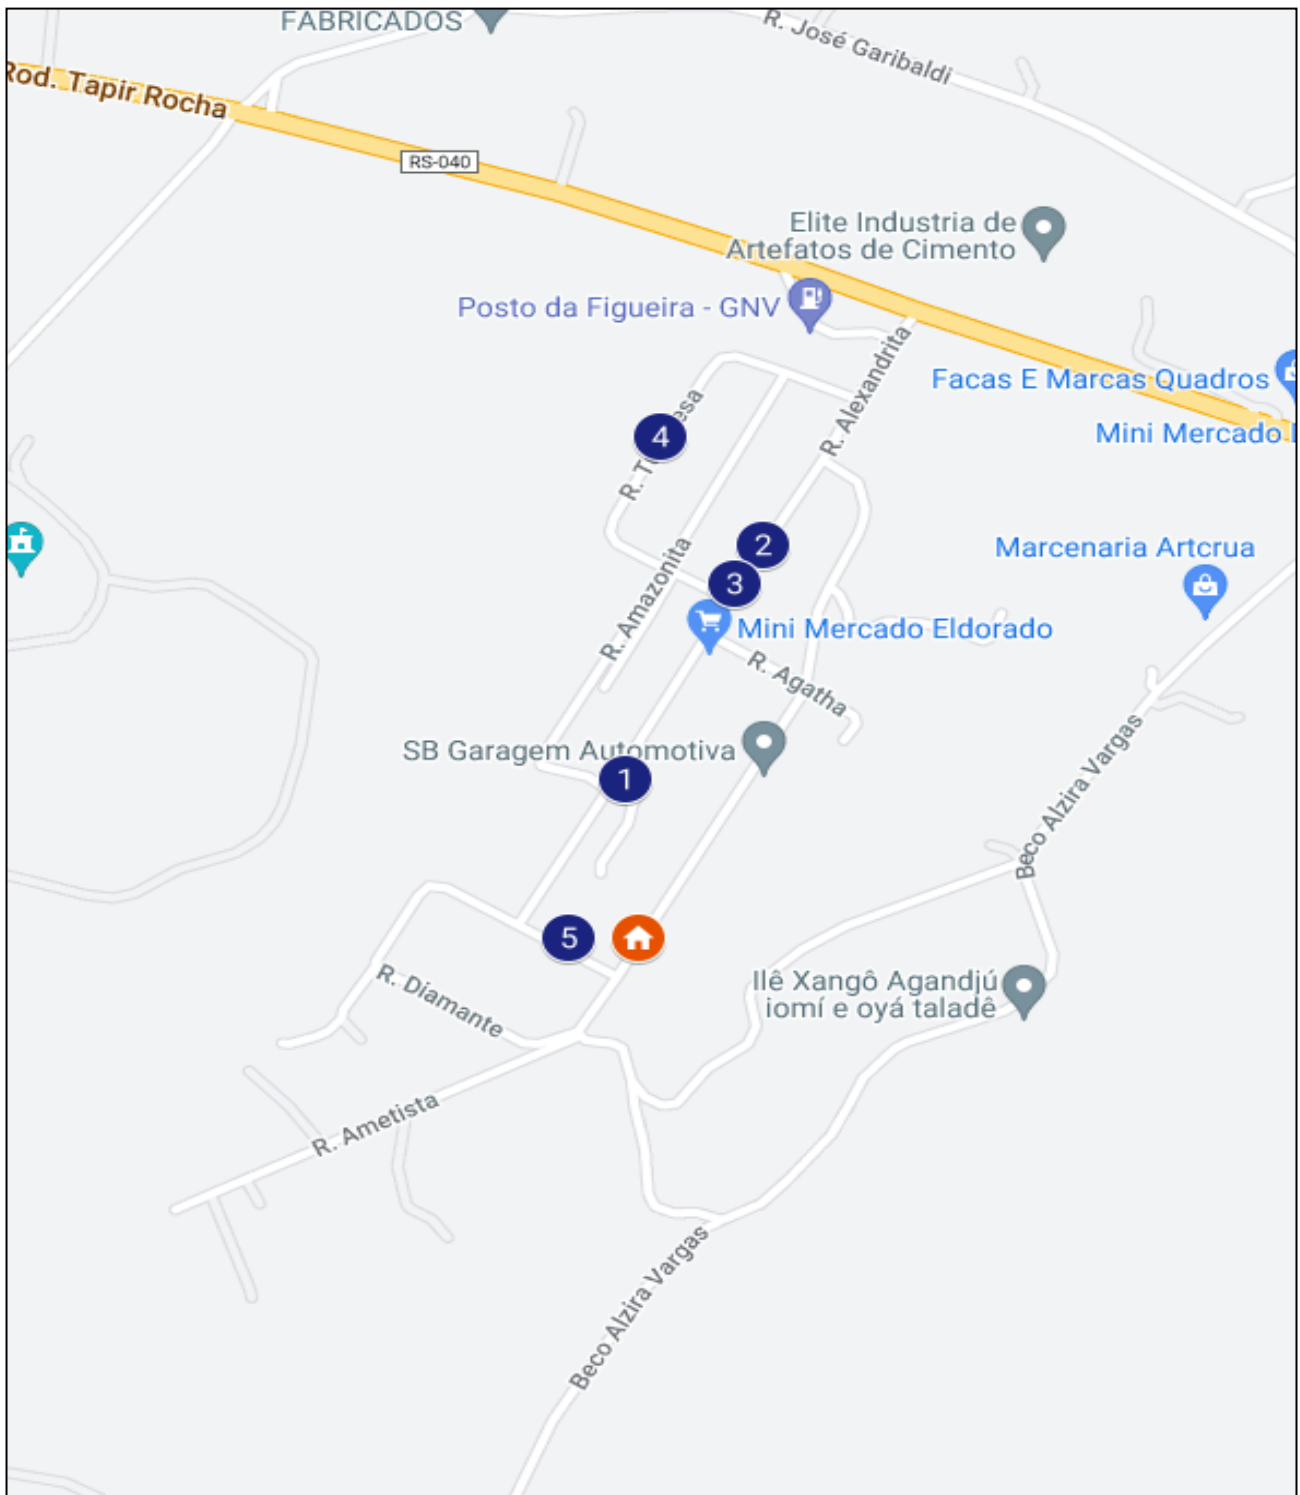 FABRICADOS
R. José Garibaldi
Rod. Tapir Rocha
RS-040
Elite Industria de
Artefatos de Cimento
Posto da Figueira - GNV
R. Alexandrita
Facas E Marcas Quadros
Mini Mercado
4
2
3
R. Amazonita
Marcenaria Artcrua
Mini Mercado Eldorado
R. Agatha
SB Garagem Automotiva
1
Beco Alzira Vargas
5
R. Diamante
Ilê Xangô Agandjú
iomí e oyá taladê
R. Ametista
Beco Alzira Vargas